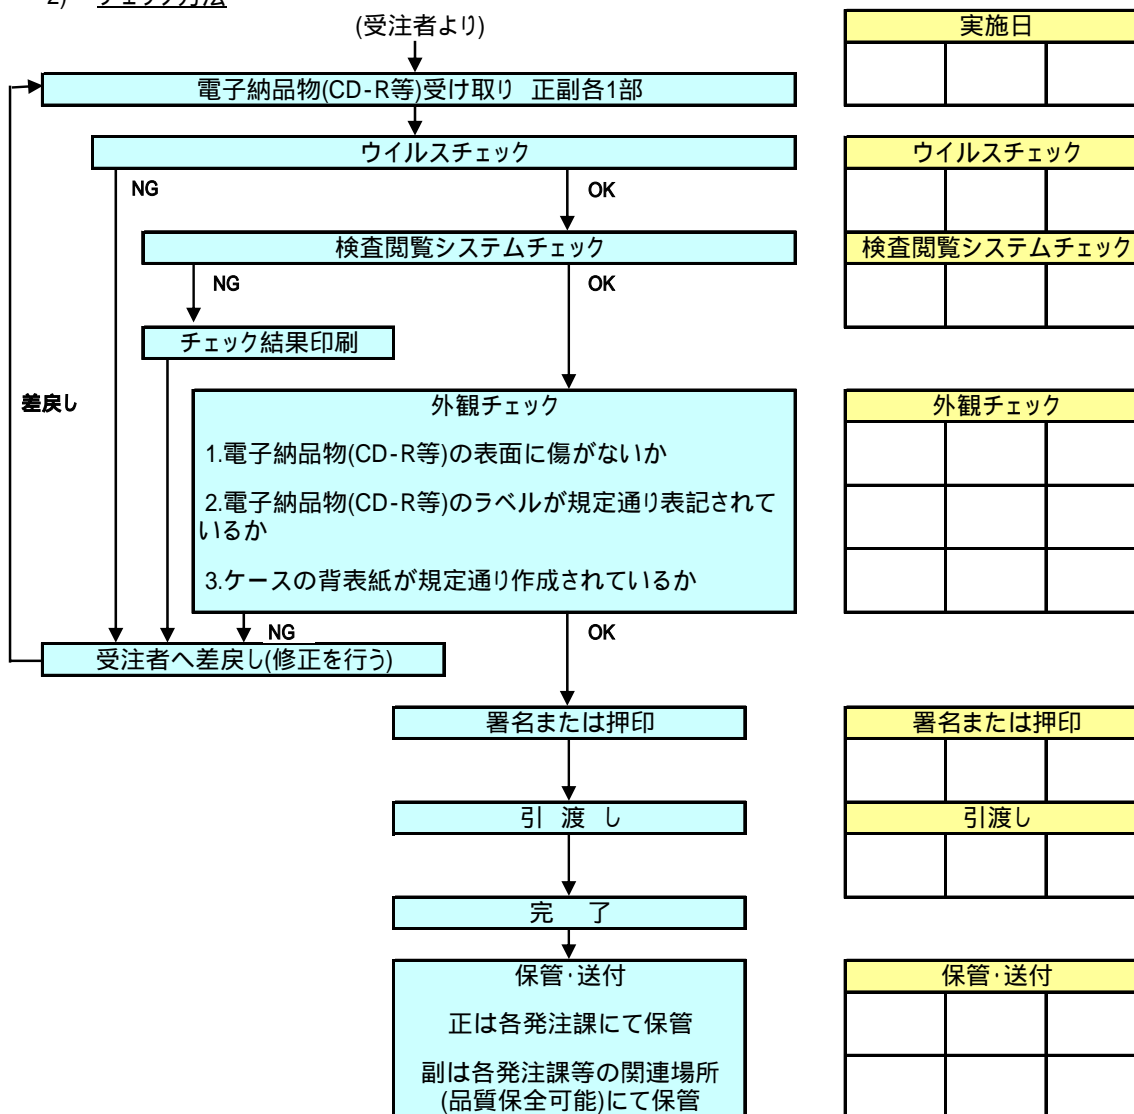 2) チェック方法
(受注者より)
実施日
電子納品物(CD-R等)受け取り 正副各1部
ウイルスチェック
ウイルスチェック
NG
OK
検査閲覧システムチェック
検査閲覧システムチェック
NG
OK
チェック結果印刷
差戻し
外観チェック
外観チェック
1.電子納品物(CD-R等)の表面に傷がないか
2.電子納品物(CD-R等)のラベルが規定通り表記されて
いるか
3.ケースの背表紙が規定通り作成されているか
NG
OK
受注者へ差戻し(修正を行う)
署名または押印
署名または押印
引 渡 し
引渡し
完 了
保管・送付
保管・送付
正は各発注課にて保管
副は各発注課等の関連場所
(品質保全可能)にて保管